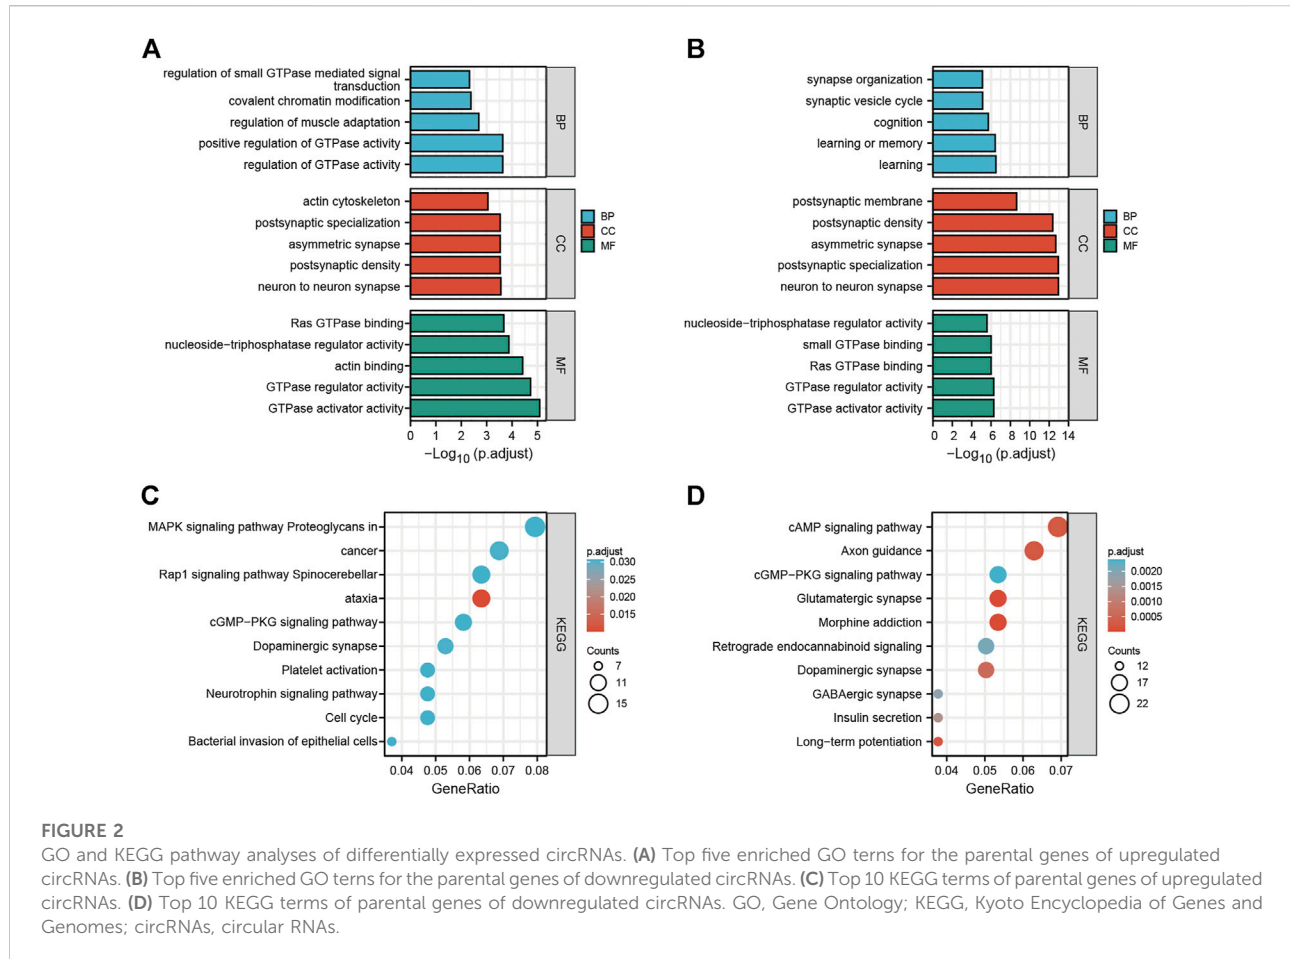 A
regulation of small GTPase mediated signal
transduction
covalent chromatin modification
regulation of muscle adaptation
positive regulation of GTPase activity
regulation of GTPase activity
BP
actin cytoskeleton
postsynaptic specialization
asymmetric synapse
postsynaptic density
neuron to neuron synapse
CC
Ras GTPase binding
nucleoside−triphosphatase regulator activity
actin binding
GTPase regulator activity
GTPase activator activity
MF
0 1 2 3 4 5
−Log10 (p.adjust)
BP
CC
MF
B
synapse organization
synaptic vesicle cycle
cognition
learning or memory
learning
BP
postsynaptic membrane
postsynaptic density
asymmetric synapse
postsynaptic specialization
neuron to neuron synapse
CC
nucleoside−triphosphatase regulator activity
small GTPase binding
Ras GTPase binding
GTPase regulator activity
GTPase activator activity
MF
0 2 4 6 8 10 12 14
−Log10 (p.adjust)
BP
CC
MF
C
MAPK signaling pathway Proteoglycans in
cancer
Rap1 signaling pathway Spinocerebellar
ataxia
cGMP−PKG signaling pathway
Dopaminergic synapse
Platelet activation
Neurotrophin signaling pathway
Cell cycle
Bacterial invasion of epithelial cells
KEGG
0.04 0.05 0.06 0.07 0.08
GeneRatio
p.adjust
0.030
0.025
0.020
0.015
Counts
7
11
15
D
cAMP signaling pathway
Axon guidance
cGMP−PKG signaling pathway
Glutamatergic synapse
Morphine addiction
Retrograde endocannabinoid signaling
Dopaminergic synapse
GABAergic synapse
Insulin secretion
Long−term potentiation
KEGG
0.04 0.05 0.06 0.07
GeneRatio
p.adjust
0.0020
0.0015
0.0010
0.0005
Counts
12
17
22
FIGURE 2
GO and KEGG pathway analyses of differentially expressed circRNAs. (A) Top five enriched GO terns for the parental genes of upregulated
circRNAs. (B) Top five enriched GO terns for the parental genes of downregulated circRNAs. (C) Top 10 KEGG terms of parental genes of upregulated
circRNAs. (D) Top 10 KEGG terms of parental genes of downregulated circRNAs. GO, Gene Ontology; KEGG, Kyoto Encyclopedia of Genes and
Genomes; circRNAs, circular RNAs.